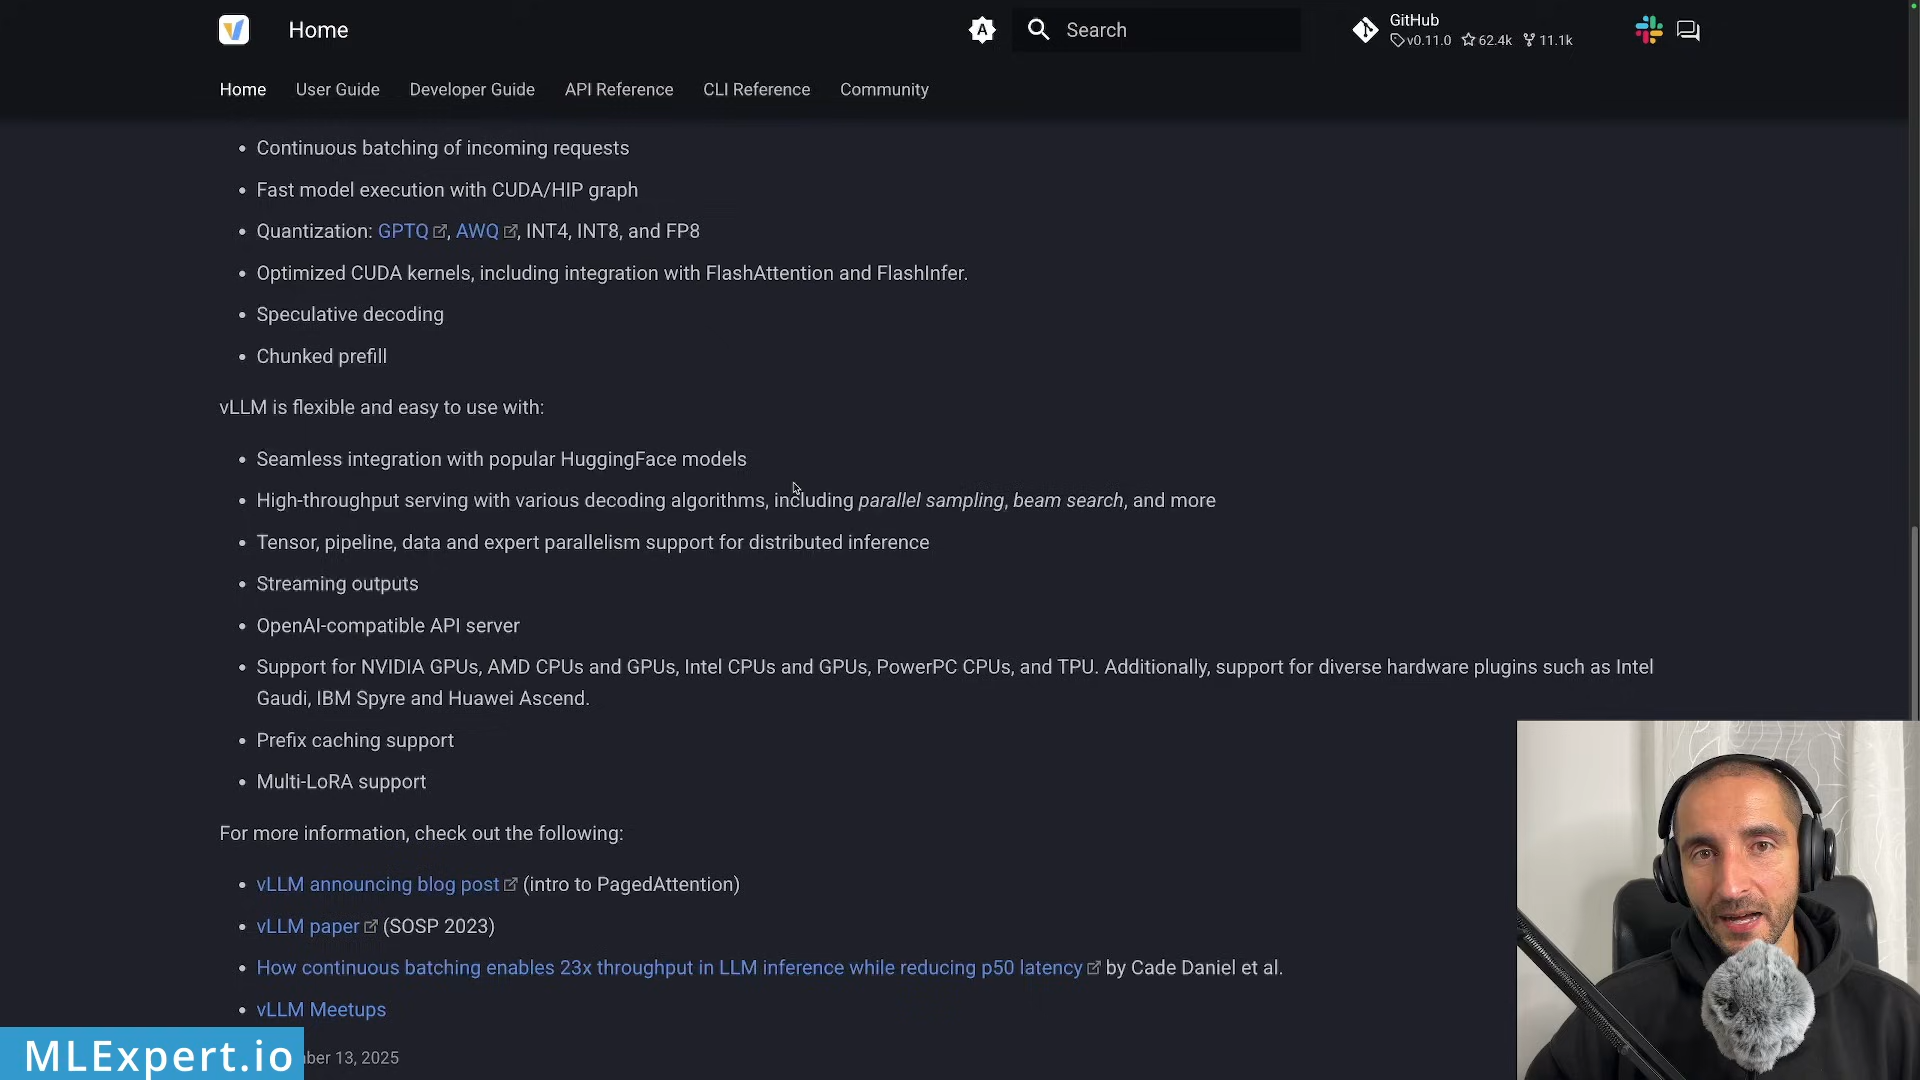 Home
Search
GitHub
v0.11.0 62.4k 11.1k
Home User Guide Developer Guide API Reference CLI Reference Community
• Continuous batching of incoming requests
• Fast model execution with CUDA/HIP graph
• Quantization: GPTQ, AWQ, INT4, INT8, and FP8
• Optimized CUDA kernels, including integration with FlashAttention and FlashInfer.
• Speculative decoding
• Chunked prefill
vLLM is flexible and easy to use with:
• Seamless integration with popular HuggingFace models
• High-throughput serving with various decoding algorithms, including parallel sampling, beam search, and more
• Tensor, pipeline, data and expert parallelism support for distributed inference
• Streaming outputs
• OpenAI-compatible API server
• Support for NVIDIA GPUs, AMD CPUs and GPUs, Intel CPUs and GPUs, PowerPC CPUs, and TPU. Additionally, support for diverse hardware plugins such as Intel
Gaudi, IBM Spyre and Huawei Ascend.
• Prefix caching support
• Multi-LoRA support
For more information, check out the following:
• vLLM announcing blog post (intro to PagedAttention)
• vLLM paper (SOSP 2023)
• How continuous batching enables 23x throughput in LLM inference while reducing p50 latency by Cade Daniel et al.
• vLLM Meetups
MLExpert.io
ber 13, 2025